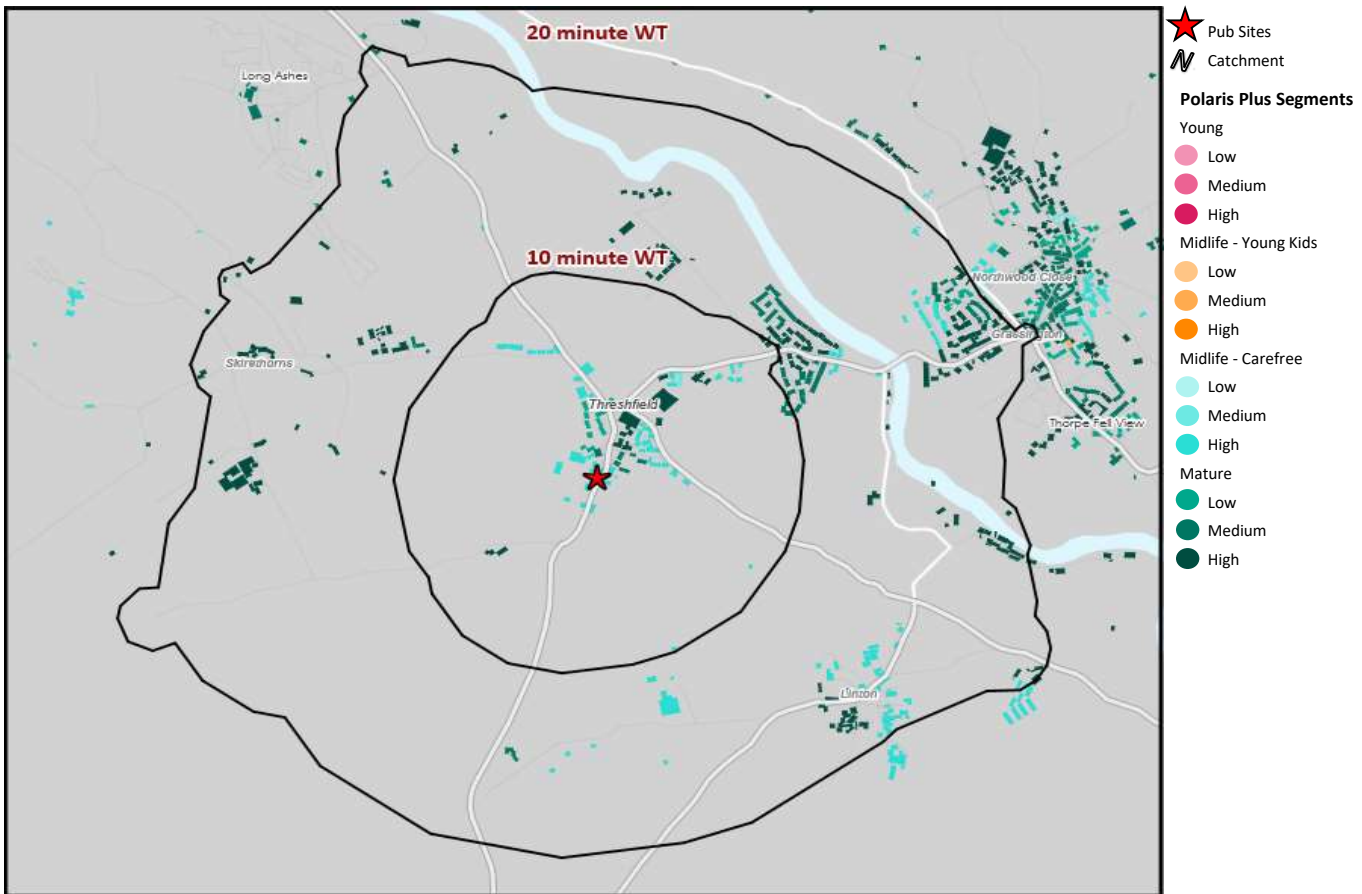 20 minute WT
Long Ashes
10 minute WT
Northwood Close
Grassington
Skirethorns
Threshfield
Thorpe Fell View
Linton
Pub Sites
Catchment
Polaris Plus Segments
Young
Low
Medium
High
Midlife - Young Kids
Low
Medium
High
Midlife - Carefree
Low
Medium
High
Mature
Low
Medium
High